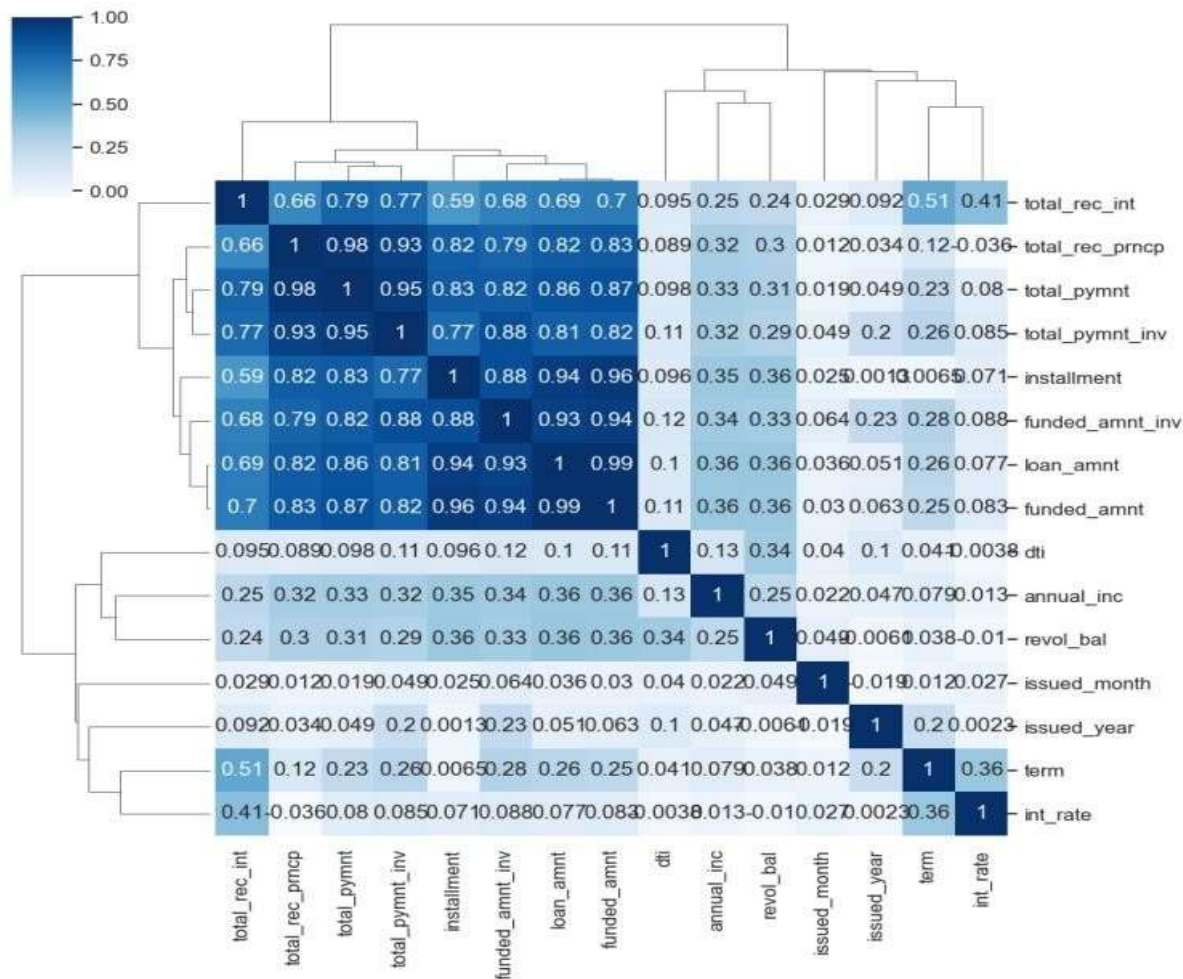 1.00
0.75
0.50
0.25
0.00
1 0.66 0.79 0.77 0.59 0.68 0.69 0.7 0.095 0.25 0.24 0.029 0.092 0.51 0.41 total_rec_int
0.66 1 0.98 0.93 0.82 0.79 0.82 0.83 0.089 0.32 0.3 0.012 0.034 0.12 -0.036 total_rec_prncp
0.79 0.98 1 0.95 0.83 0.82 0.86 0.87 0.098 0.33 0.31 0.019 0.049 0.23 0.08 total_pymnt
0.77 0.93 0.95 1 0.77 0.88 0.81 0.82 0.11 0.32 0.29 0.049 0.2 0.26 0.085 total_pymnt_inv
0.59 0.82 0.83 0.77 1 0.88 0.94 0.96 0.096 0.35 0.36 0.025 0.0013 0.0065 0.071 installment
0.68 0.79 0.82 0.88 0.88 1 0.93 0.94 0.12 0.34 0.33 0.064 0.23 0.28 0.088 funded_amnt_inv
0.69 0.82 0.86 0.81 0.94 0.93 1 0.99 0.1 0.36 0.36 0.036 0.051 0.26 0.077 loan_amnt
0.7 0.83 0.87 0.82 0.96 0.94 0.99 1 0.11 0.36 0.36 0.03 0.063 0.25 0.083 funded_amnt
0.095 0.089 0.098 0.11 0.096 0.12 0.1 0.11 1 0.13 0.34 0.04 0.1 0.041 0.0038 dti
0.25 0.32 0.33 0.32 0.35 0.34 0.36 0.36 0.13 1 0.25 0.022 0.047 0.079 0.013 annual_inc
0.24 0.3 0.31 0.29 0.36 0.33 0.36 0.36 0.34 0.25 1 0.049 -0.0061 0.038 -0.01 revol_bal
0.029 0.012 0.019 0.049 0.025 0.064 0.036 0.03 0.04 0.022 0.049 1 -0.019 0.012 0.027 issued_month
0.092 0.034 0.049 0.2 0.0013 0.23 0.051 0.063 0.1 0.047 -0.0061 0.019 1 0.2 0.0023 issued_year
0.51 0.12 0.23 0.26 0.0065 0.28 0.26 0.25 0.041 0.079 0.038 0.012 0.2 1 0.36 term
0.41 -0.036 0.08 0.085 0.071 0.088 0.077 0.083 -0.0038 0.013 -0.01 0.027 0.0023 0.36 1 int_rate
total_rec_int total_rec_prncp total_pymnt total_pymnt_inv installment funded_amnt_inv loan_amnt funded_amnt dti annual_inc revol_bal issued_month issued_year term int_rate